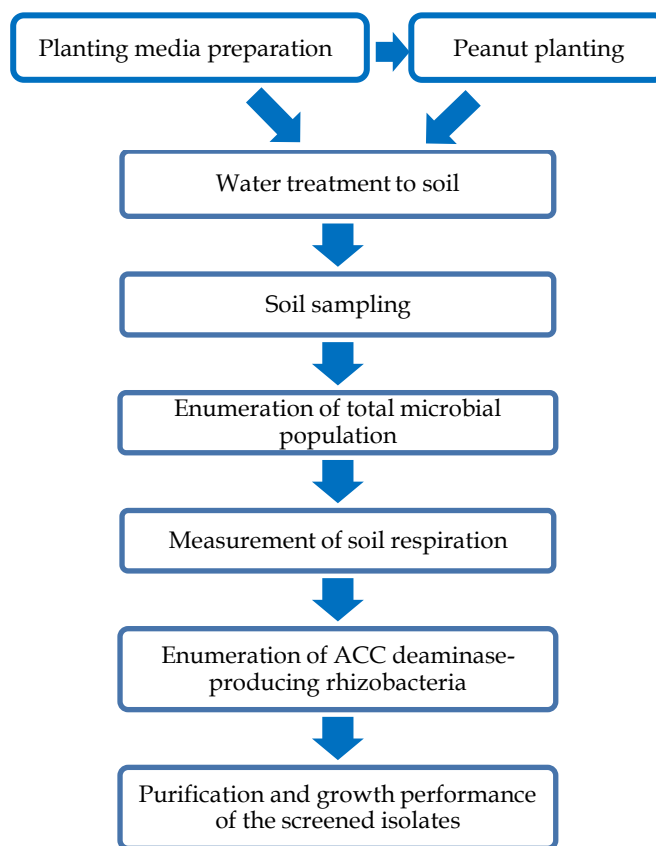 Planting media preparation
Peanut planting
Water treatment to soil
Soil sampling
Enumeration of total microbial
population
Measurement of soil respiration
Enumeration of ACC deaminase-
producing rhizobacteria
Purification and growth performance
of the screened isolates